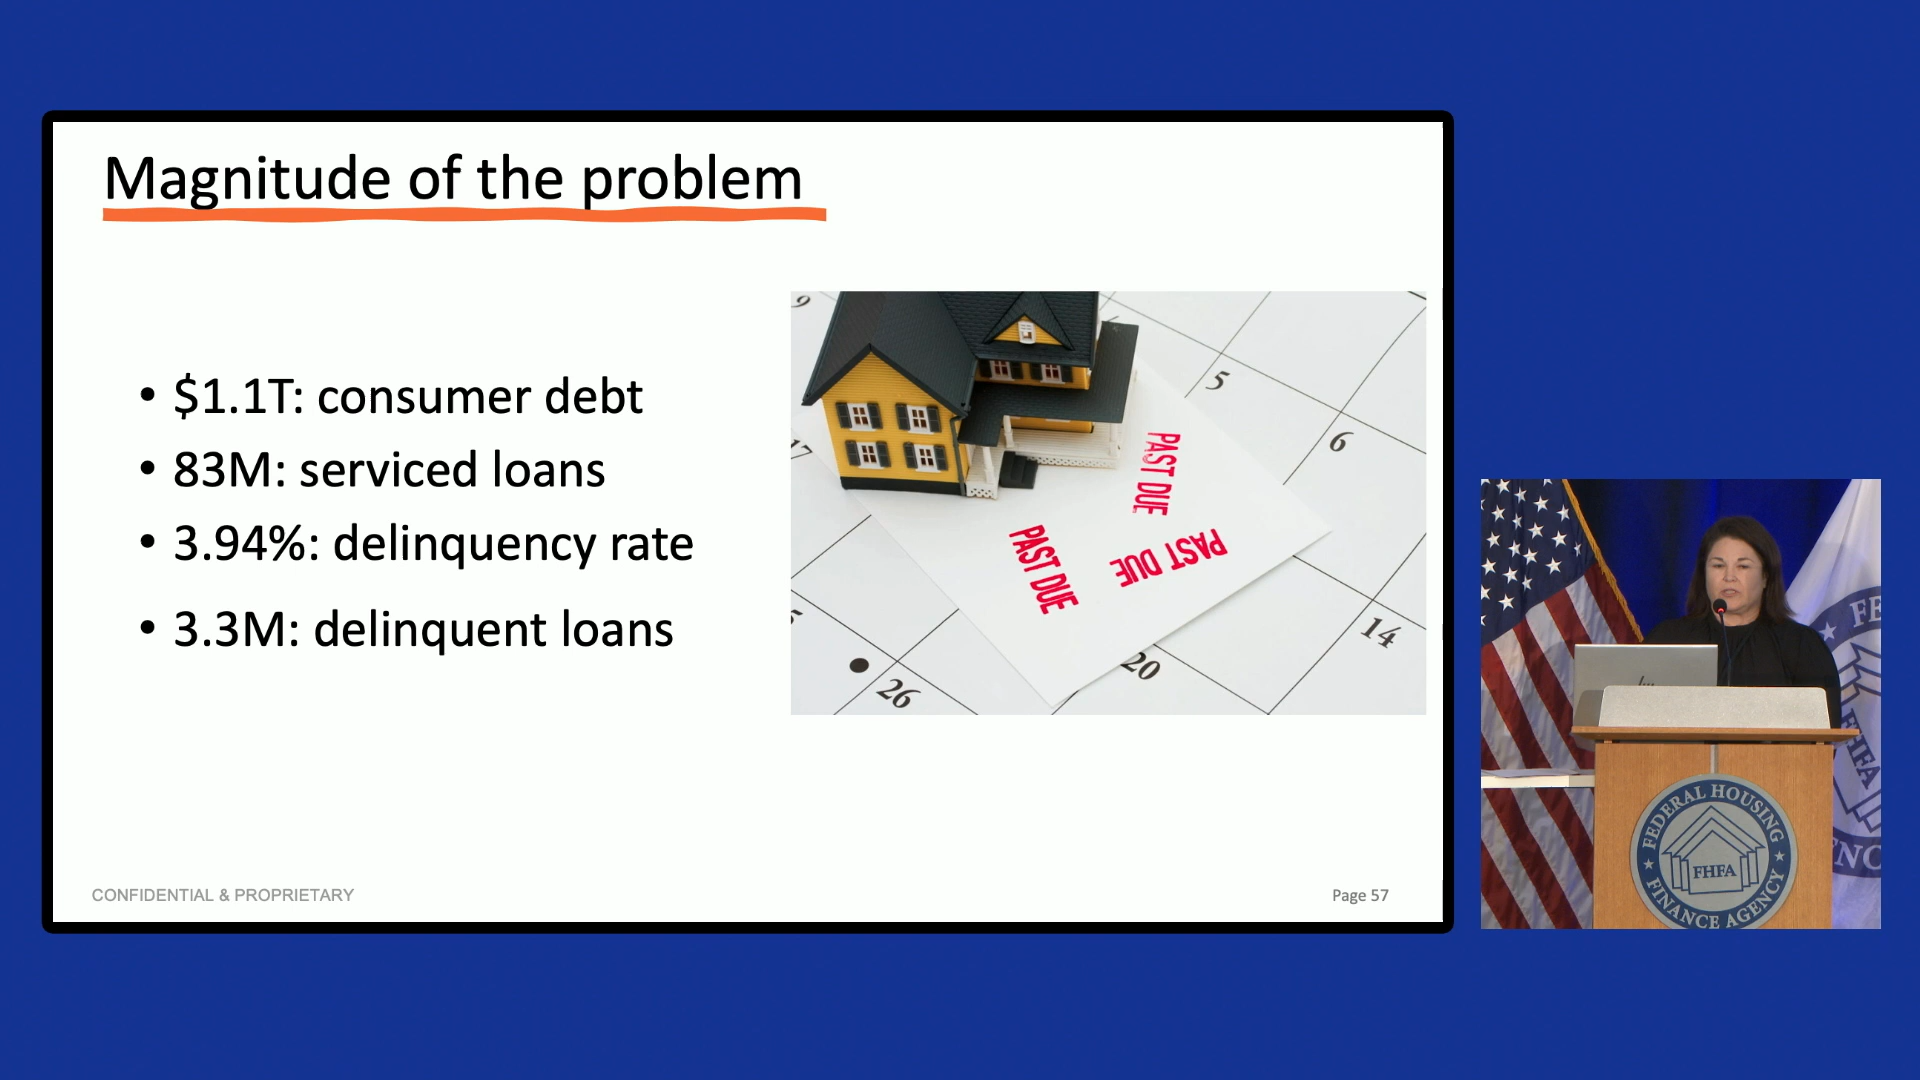 Magnitude of the problem
• $1.1T: consumer debt
• 83M: serviced loans
• 3.94%: delinquency rate
• 3.3M: delinquent loans
9
5
6
17
PAST DUE
PAST DUE
PAST DUE
14
20
26
CONFIDENTIAL & PROPRIETARY
Page 57
FEDERAL HOUSING
FHFA
FINANCE AGENCY